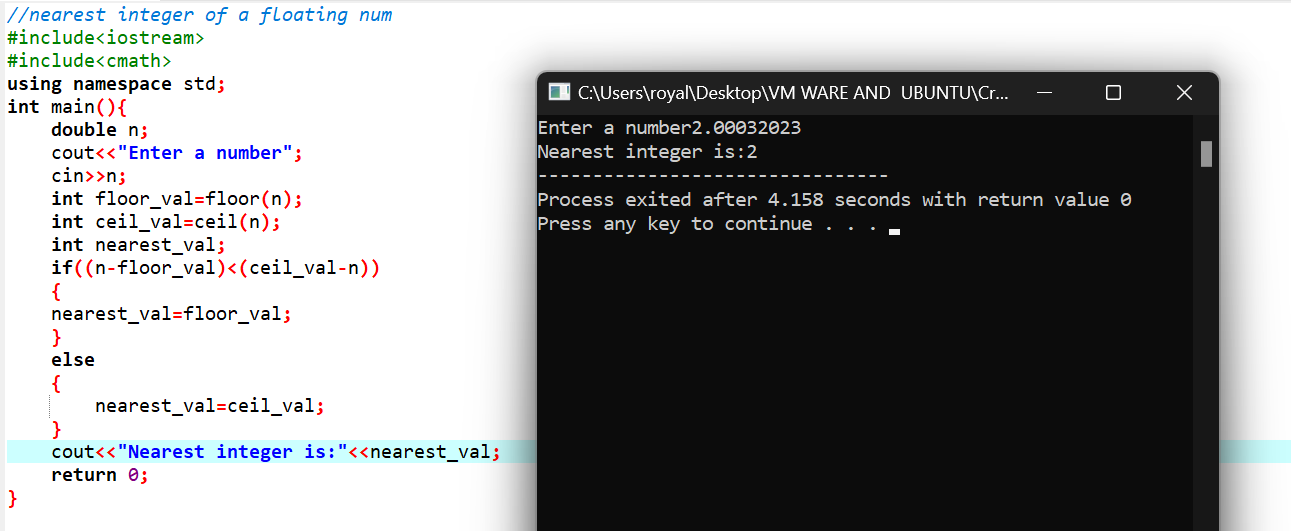 //nearest integer of a floating num
#include<iostream>
#include<cmath>
using namespace std;
int main(){
    double n;
    cout<<"Enter a number";
    cin>>n;
    int floor_val=floor(n);
    int ceil_val=ceil(n);
    int nearest_val;
    if((n-floor_val)<(ceil_val-n))
    {
    nearest_val=floor_val;
    }
    else
    {
        nearest_val=ceil_val;
    }
    cout<<"Nearest integer is:"<<nearest_val;
    return 0;
}
C:\Users\royal\Desktop\VM WARE AND  UBUNTU\Cr...
Enter a number2.00032023
Nearest integer is:2
--------------------------------
Process exited after 4.158 seconds with return value 0
Press any key to continue . . .